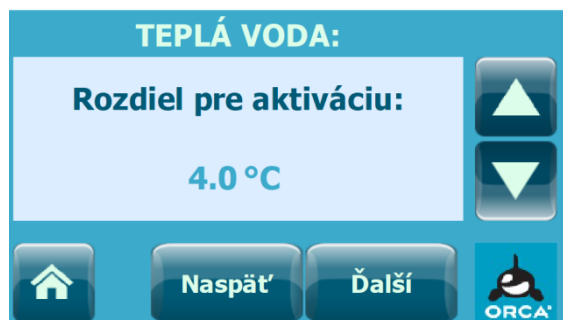 TEPLÁ VODA:
Rozdiel pre aktiváciu:
4.0 °C
Naspäť Ďalší
ORCA